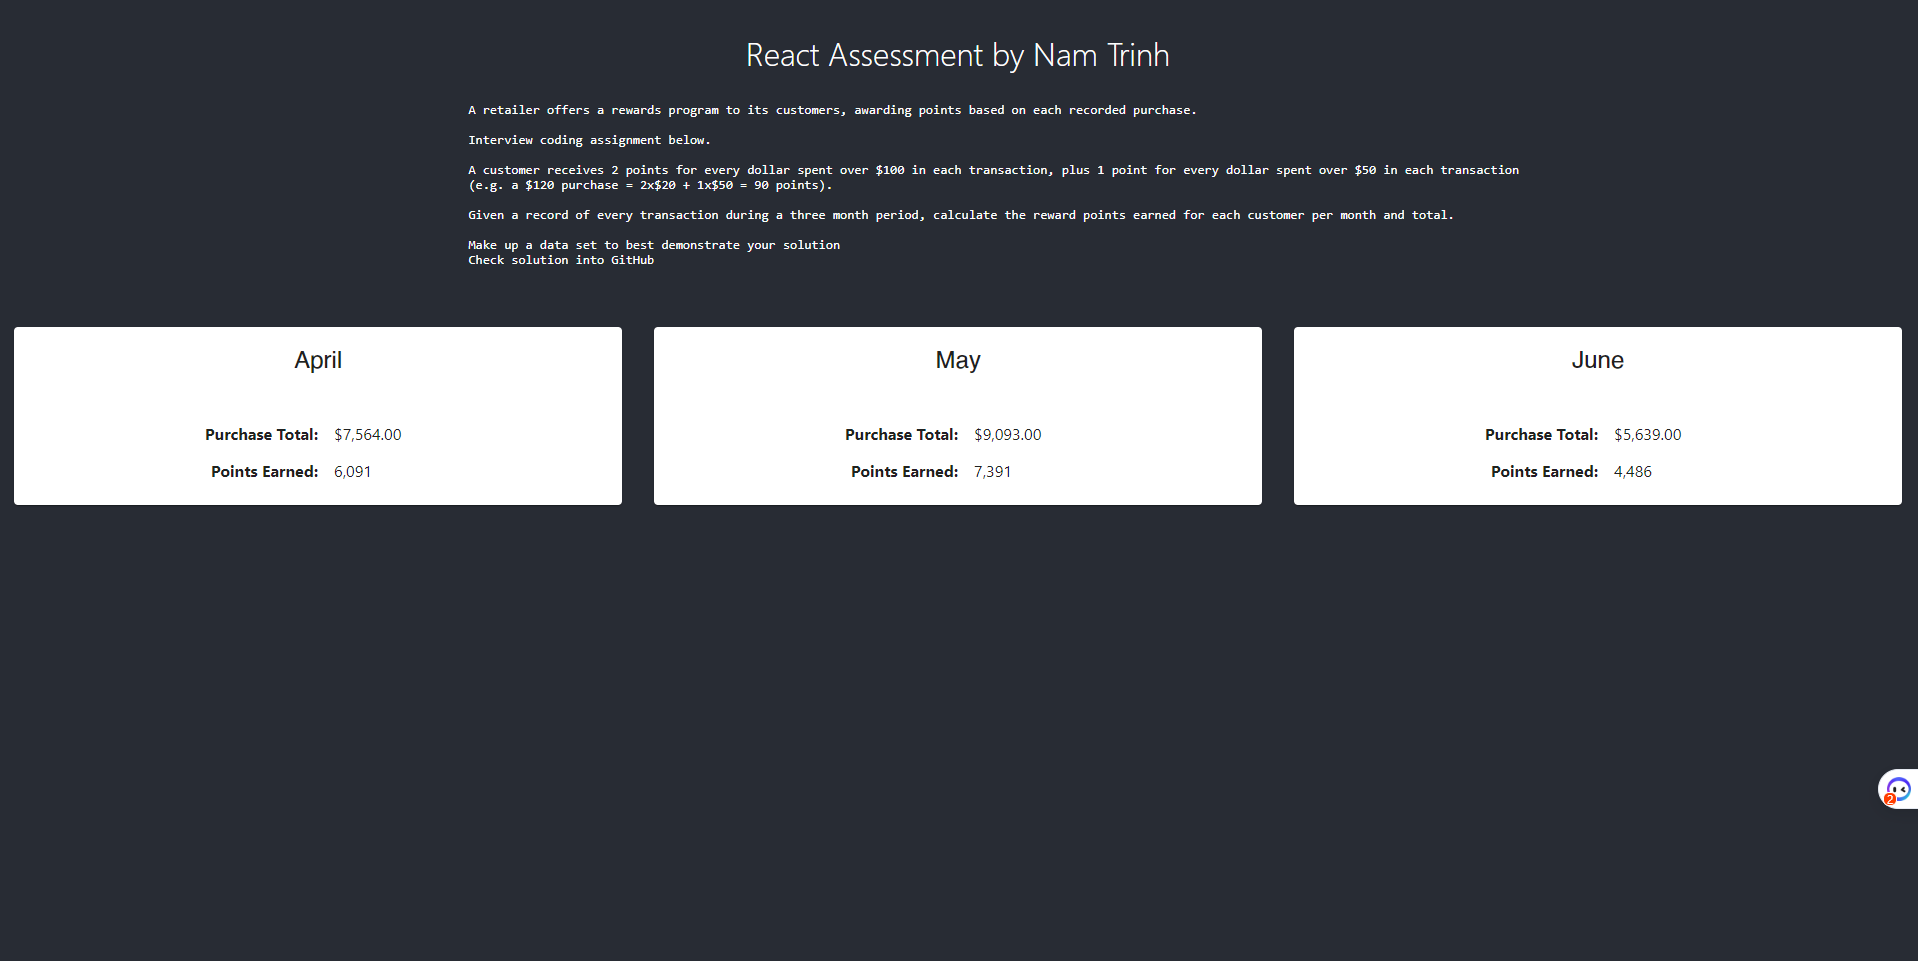 React Assessment by Nam Trinh
A retailer offers a rewards program to its customers, awarding points based on each recorded purchase.
Interview coding assignment below.
A customer receives 2 points for every dollar spent over $100 in each transaction, plus 1 point for every dollar spent over $50 in each transaction
(e.g. a $120 purchase = 2x$20 + 1x$50 = 90 points).
Given a record of every transaction during a three month period, calculate the reward points earned for each customer per month and total.
Make up a data set to best demonstrate your solution
Check solution into GitHub
April
Purchase Total: $7,564.00
Points Earned: 6,091
May
Purchase Total: $9,093.00
Points Earned: 7,391
June
Purchase Total: $5,639.00
Points Earned: 4,486
2